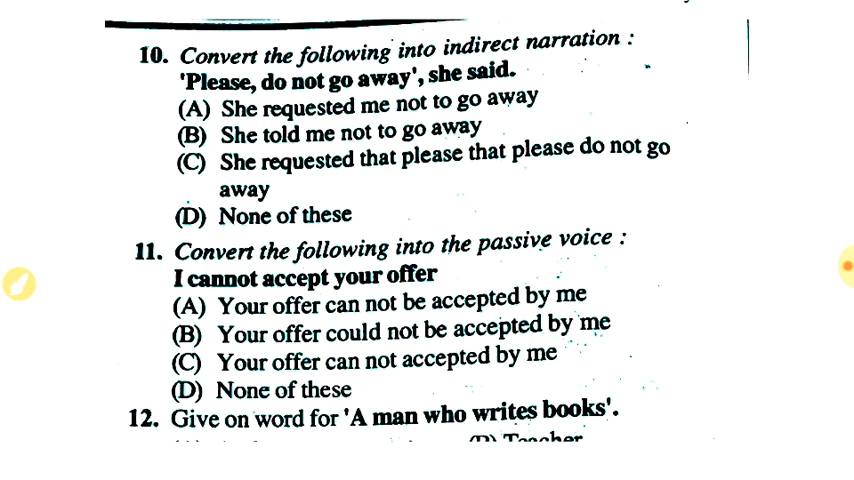 10. Convert the following into indirect narration :
'Please, do not go away', she said.
(A) She requested me not to go away
(B) She told me not to go away
(C) She requested that please that please do not go
away
(D) None of these
11. Convert the following into the passive voice :
I cannot accept your offer
(A) Your offer can not be accepted by me
(B) Your offer could not be accepted by me
(C) Your offer can not accepted by me
(D) None of these
12. Give on word for 'A man who writes books'.
(D) Teacher